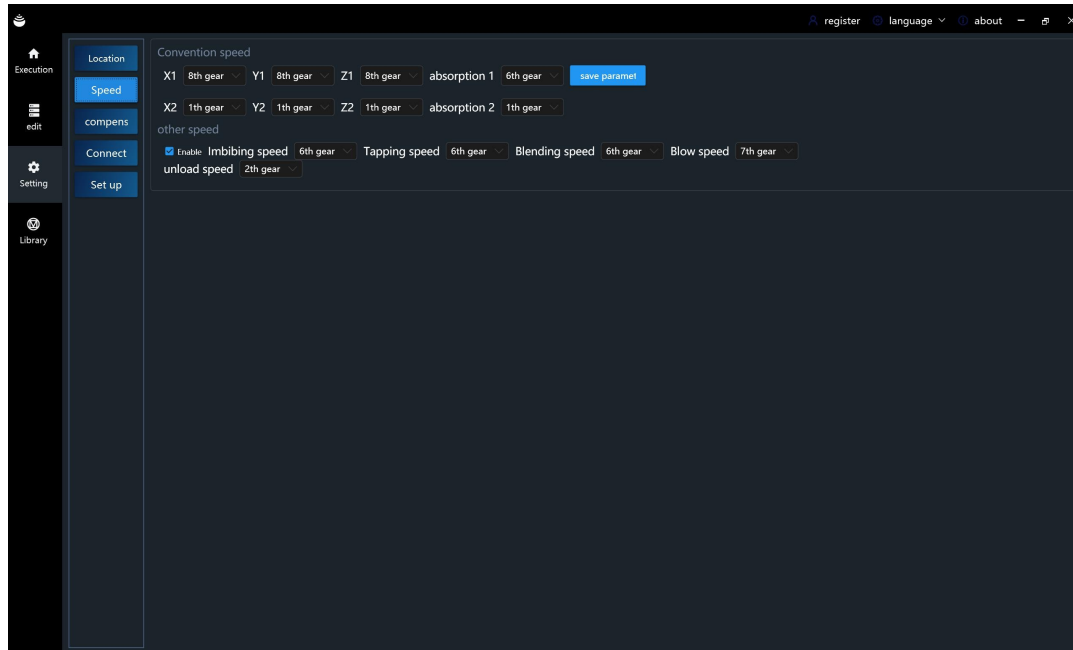 register language about
Execution
edit
Setting
Library
Location
Speed
compens
Connect
Set up
Convention speed
X1 8th gear Y1 8th gear Z1 8th gear absorption 1 6th gear save paramet
X2 1th gear Y2 1th gear Z2 1th gear absorption 2 1th gear
other speed
Enable Imbibing speed 6th gear Tapping speed 6th gear Blending speed 6th gear Blow speed 7th gear
unload speed 2th gear